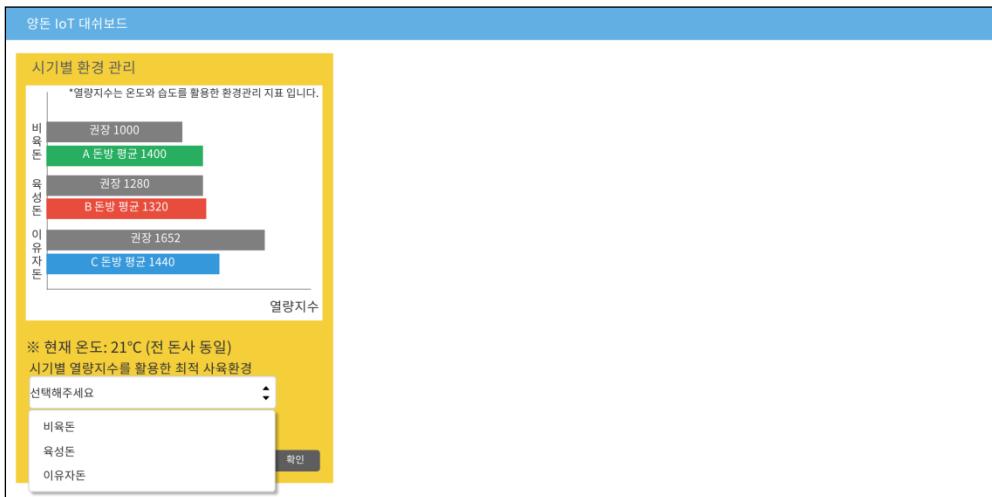 양돈 IoT 대쉬보드
시기별 환경 관리
*열량지수는 온도와 습도를 활용한 환경관리 지표 입니다.
비육돈
권장 1000
A 돈방 평균 1400
육성돈
권장 1280
B 돈방 평균 1320
이유자돈
권장 1652
C 돈방 평균 1440
열량지수
※ 현재 온도: 21℃ (전 돈사 동일)
시기별 열량지수를 활용한 최적 사육환경
선택해주세요
비육돈
육성돈
확인
이유자돈